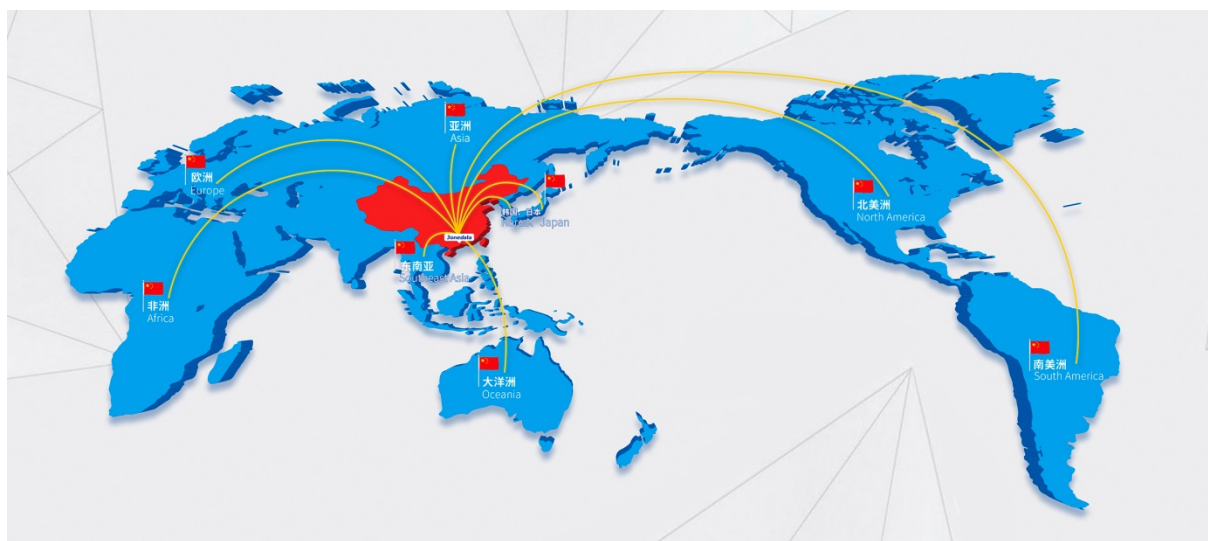 亚洲
Asia
欧洲
Europe
韩国、日本
Japan
北美洲
North America
东南亚
Southeast Asia
非洲
Africa
南美洲
South America
大洋洲
Oceania